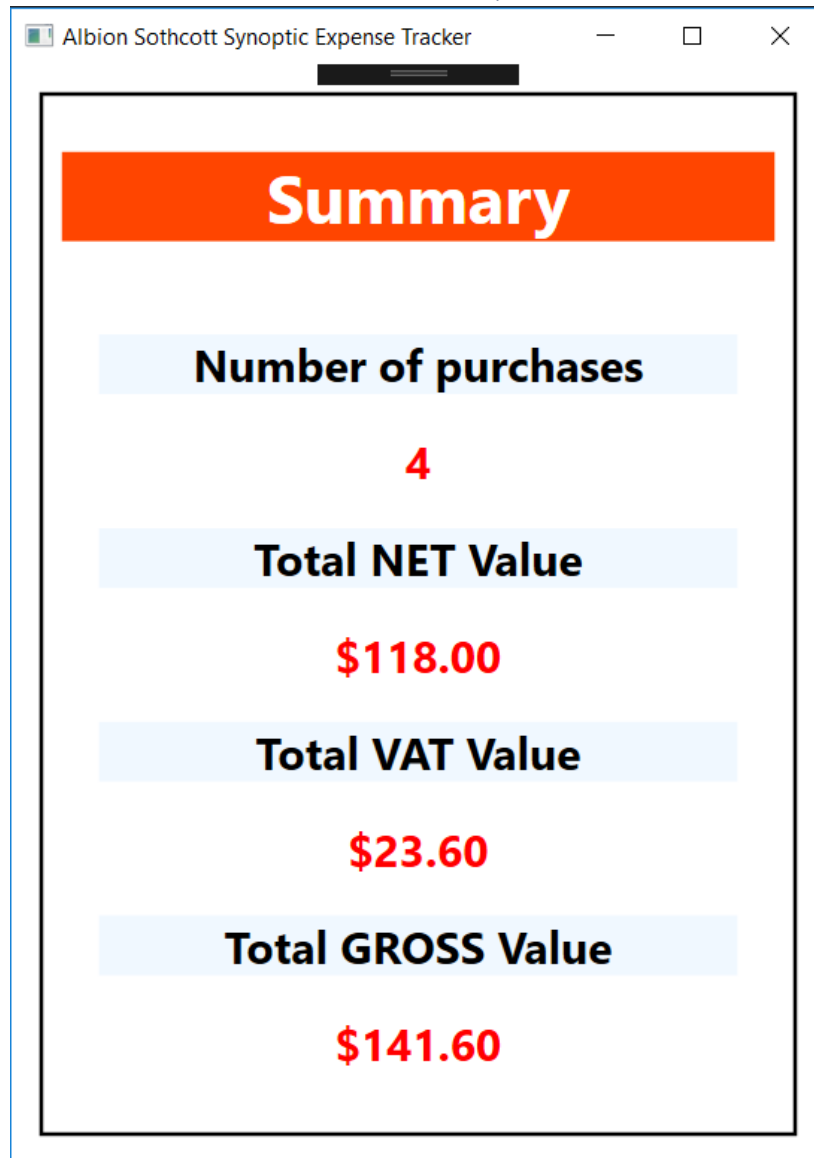 Albion Sothcott Synoptic Expense Tracker
Summary
Number of purchases
4
Total NET Value
$118.00
Total VAT Value
$23.60
Total GROSS Value
$141.60